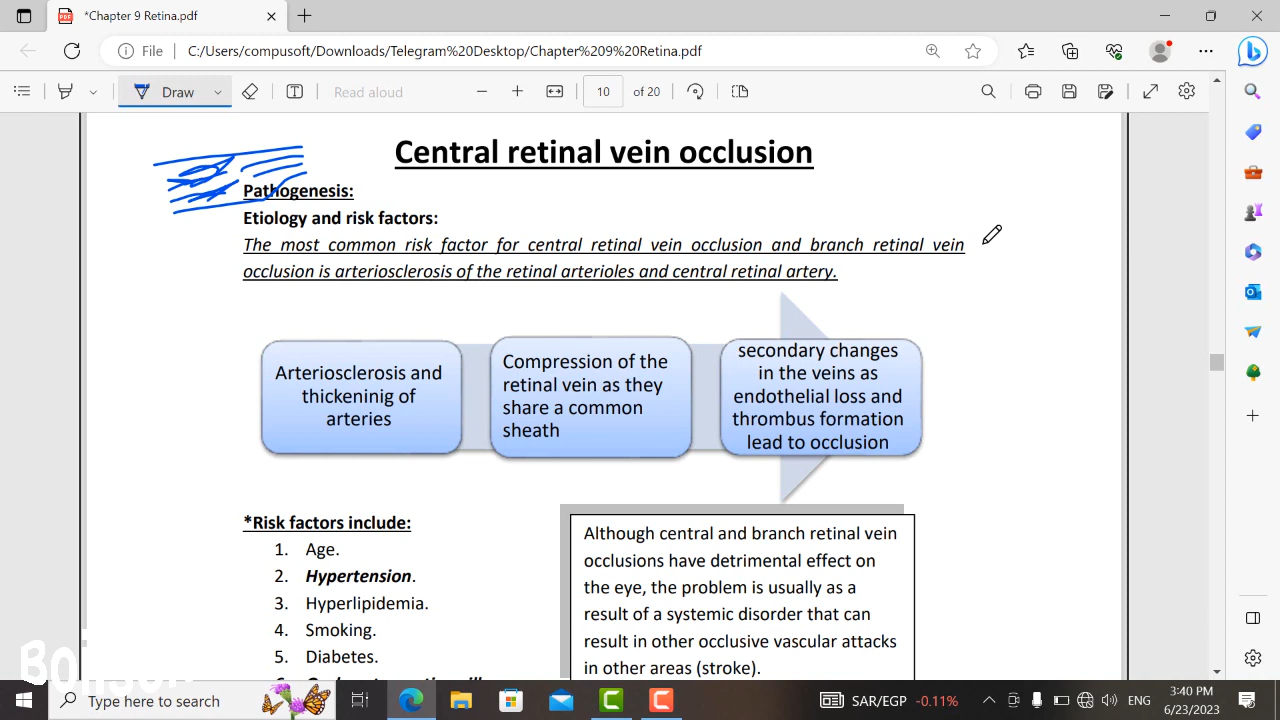 *Chapter 9 Retina.pdf
File
C:/Users/compusoft/Downloads/Telegram%20Desktop/Chapter%209%20Retina.pdf
Draw
Read aloud
10
of 20
Central retinal vein occlusion
Pathogenesis:
Etiology and risk factors:
The most common risk factor for central retinal vein occlusion and branch retinal vein
occlusion is arteriosclerosis of the retinal arterioles and central retinal artery.
Arteriosclerosis and
thickeninig of
arteries
Compression of the
retinal vein as they
share a common
sheath
secondary changes
in the veins as
endothelial loss and
thrombus formation
lead to occlusion
*Risk factors include:
1. Age.
2. Hypertension.
3. Hyperlipidemia.
4. Smoking.
5. Diabetes.
Although central and branch retinal vein
occlusions have detrimental effect on
the eye, the problem is usually as a
result of a systemic disorder that can
result in other occlusive vascular attacks
in other areas (stroke).
Type here to search
SAR/EGP
-0.11%
ENG
3:40 PM
6/23/2023